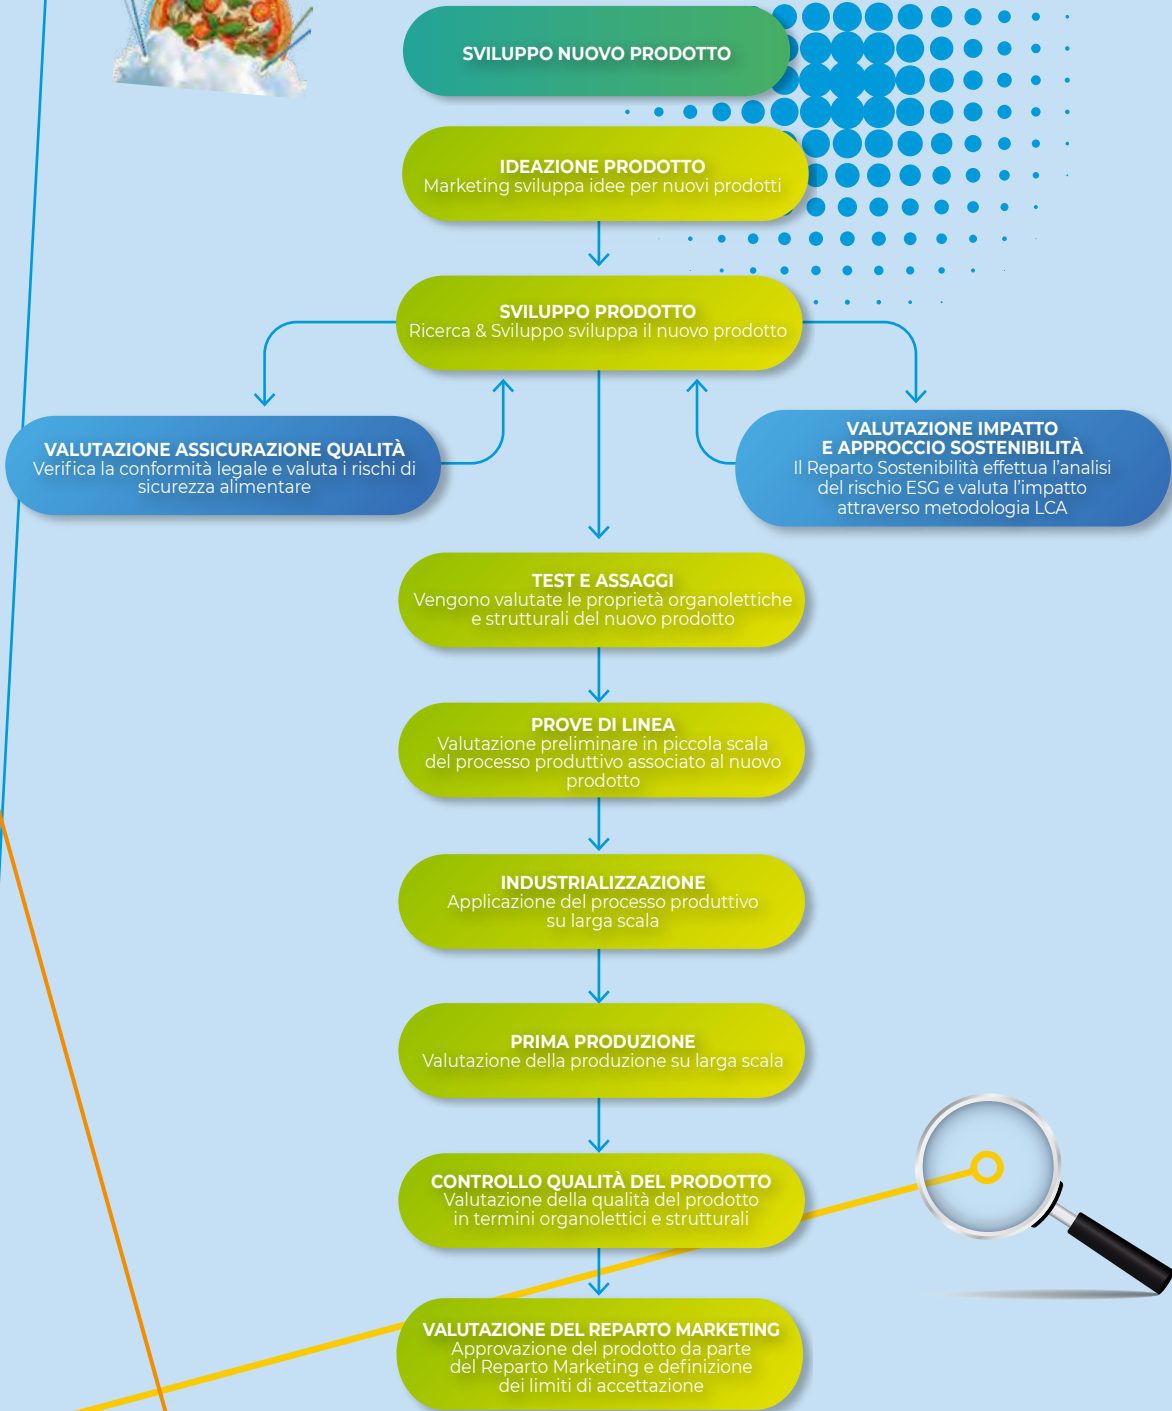 SVILUPPO NUOVO PRODOTTO
IDEAZIONE PRODOTTO
Marketing sviluppa idee per nuovi prodotti
SVILUPPO PRODOTTO
Ricerca & Sviluppo sviluppa il nuovo prodotto
VALUTAZIONE ASSICURAZIONE QUALITÀ
Verifica la conformità legale e valuta i rischi di
sicurezza alimentare
VALUTAZIONE IMPATTO
E APPROCCIO SOSTENIBILITÀ
Il Reparto Sostenibilità effettua l'analisi
del rischio ESG e valuta l'impatto
attraverso metodologia LCA
TEST E ASSAGGI
Vengono valutate le proprietà organolettiche
e strutturali del nuovo prodotto
PROVE DI LINEA
Valutazione preliminare in piccola scala
del processo produttivo associato al nuovo
prodotto
INDUSTRIALIZZAZIONE
Applicazione del processo produttivo
su larga scala
PRIMA PRODUZIONE
Valutazione della produzione su larga scala
CONTROLLO QUALITÀ DEL PRODOTTO
Valutazione della qualità del prodotto
in termini organolettici e strutturali
VALUTAZIONE DEL REPARTO MARKETING
Approvazione del prodotto da parte
del Reparto Marketing e definizione
dei limiti di accettazione